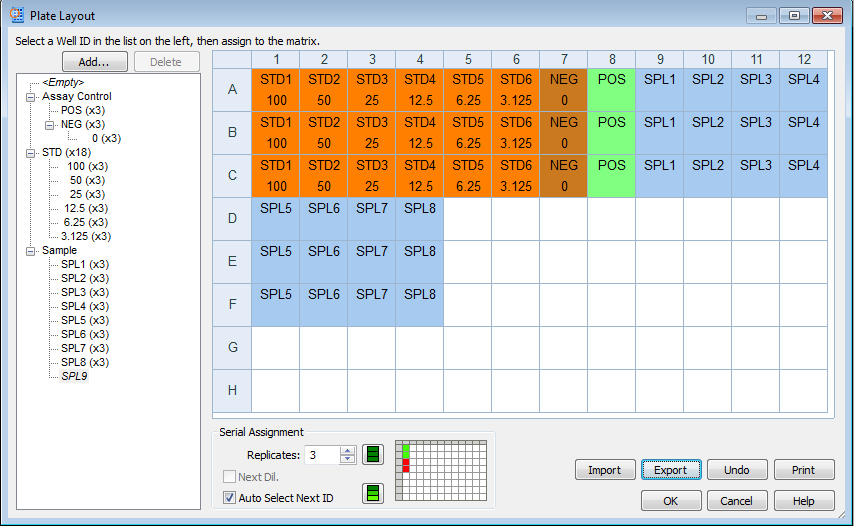 Plate Layout
Select a Well ID in the list on the left, then assign to the matrix.
Add...
Delete
<Empty>
Assay Control
POS (x3)
NEG (x3)
0 (x3)
STD (x18)
100 (x3)
50 (x3)
25 (x3)
12.5 (x3)
6.25 (x3)
3.125 (x3)
Sample
SPL1 (x3)
SPL2 (x3)
SPL3 (x3)
SPL4 (x3)
SPL5 (x3)
SPL6 (x3)
SPL7 (x3)
SPL8 (x3)
SPL9
1 2 3 4 5 6 7 8 9 10 11 12
A STD1 STD2 STD3 STD4 STD5 STD6 NEG POS SPL1 SPL2 SPL3 SPL4
100 50 25 12.5 6.25 3.125 0
B STD1 STD2 STD3 STD4 STD5 STD6 NEG POS SPL1 SPL2 SPL3 SPL4
100 50 25 12.5 6.25 3.125 0
C STD1 STD2 STD3 STD4 STD5 STD6 NEG POS SPL1 SPL2 SPL3 SPL4
100 50 25 12.5 6.25 3.125 0
D SPL5 SPL6 SPL7 SPL8
E SPL5 SPL6 SPL7 SPL8
F SPL5 SPL6 SPL7 SPL8
G
H
Serial Assignment
Replicates: 3
Next Dil.
Auto Select Next ID
Import Export Undo Print
OK Cancel Help